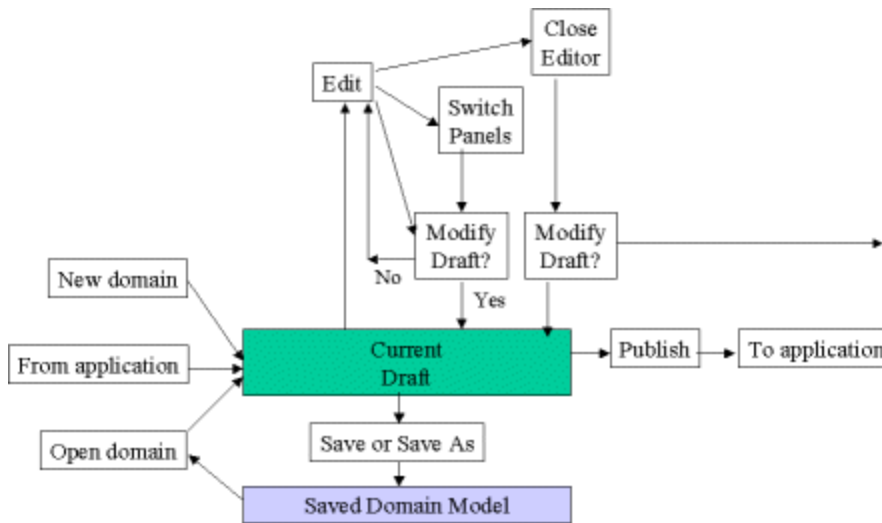 Close
Editor
Edit
Switch
Panels
Modify
Draft?
Modify
Draft?
No
Yes
New domain
From application
Open domain
Current
Draft
Publish
To application
Save or Save As
Saved Domain Model